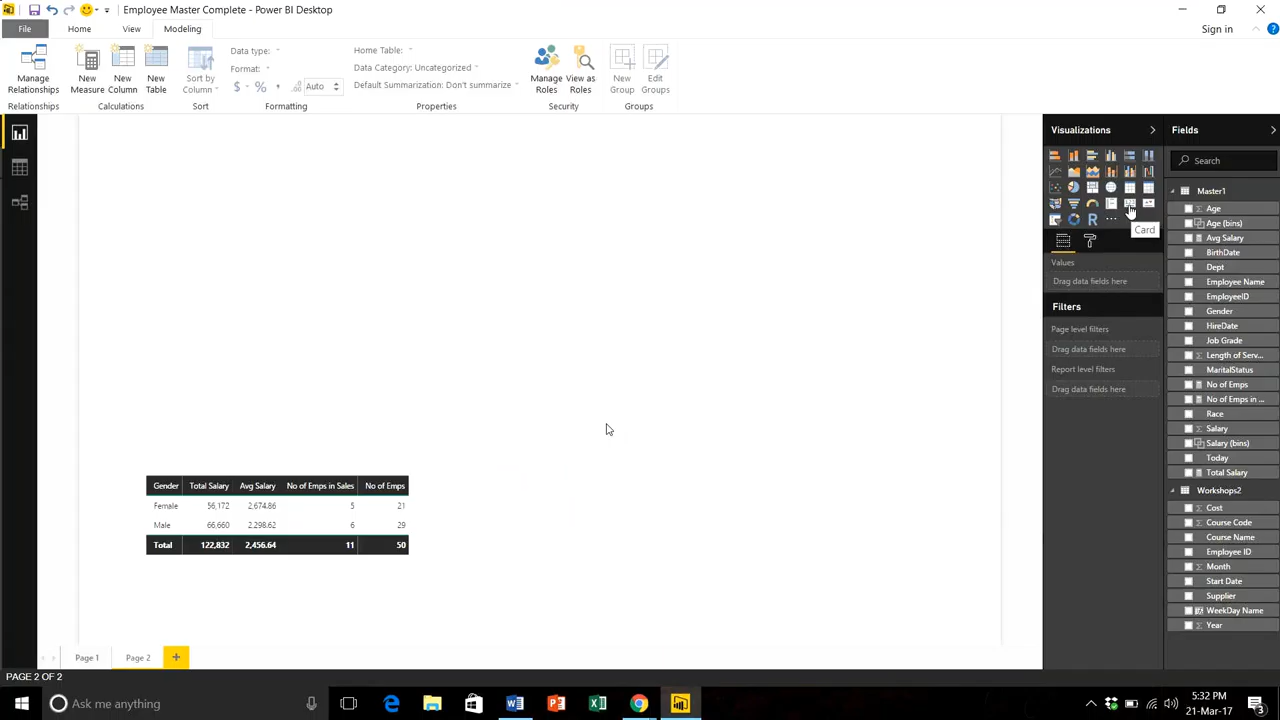 Employee Master Complete - Power BI Desktop
File
Home
View
Modeling
Sign in
Manage Relationships
New Measure
New Column
New Table
Sort by Column
Data type:
Format:
$ % , Auto
Home Table:
Data Category: Uncategorized
Default Summarization: Don't summarize
Manage Roles
View as Roles
New Group
Edit Groups
Relationships
Calculations
Sort
Formatting
Properties
Security
Groups
Visualizations
R
Card
Values
Drag data fields here
Filters
Page level filters
Drag data fields here
Report level filters
Drag data fields here
Fields
Search
Master1
Age
Age (bins)
Avg Salary
BirthDate
Dept
Employee Name
EmployeeID
Gender
HireDate
Job Grade
Length of Serv...
MaritalStatus
No of Emps
No of Emps in ...
Race
Salary
Salary (bins)
Today
Total Salary
Workshops2
Cost
Course Code
Course Name
Employee ID
Month
Start Date
Supplier
WeekDay Name
Year
Gender Total Salary Avg Salary No of Emps in Sales No of Emps
Female 56,172 2,674.86 5 21
Male 66,660 2,298.62 6 29
Total 122,832 2,456.64 11 50
Page 1
Page 2
+
PAGE 2 OF 2
Ask me anything
5:32 PM
21-Mar-17
3